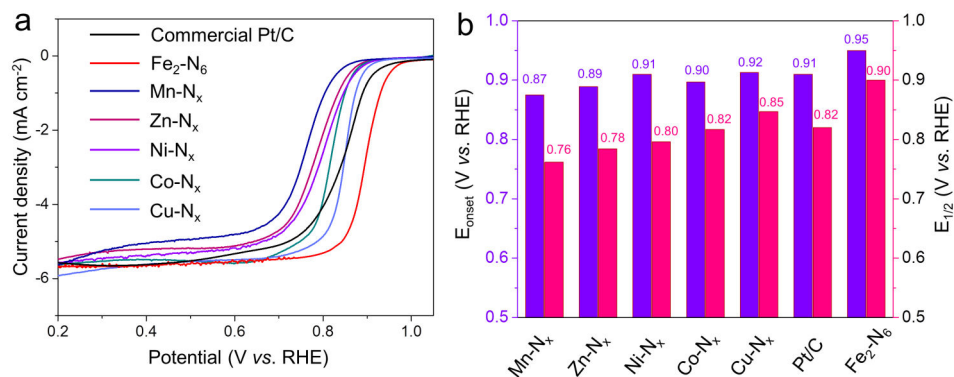 a
Commercial Pt/C
Fe₂-N₆
Mn-Nₓ
Zn-Nₓ
Ni-Nₓ
Co-Nₓ
Cu-Nₓ
0
-2
-4
-6
Current density (mA cm⁻²)
0.2 0.4 0.6 0.8 1.0
Potential (V vs. RHE)
b
1.0
0.9
0.8
0.7
0.6
0.5
E_onset (V vs. RHE)
0.87 0.89 0.91 0.90 0.92 0.91 0.95
0.76 0.78 0.80 0.82 0.85 0.82 0.90
1.0
0.9
0.8
0.7
0.6
0.5
E_1/2 (V vs. RHE)
Mn-Nₓ Zn-Nₓ Ni-Nₓ Co-Nₓ Cu-Nₓ Pt/C Fe₂-N₆